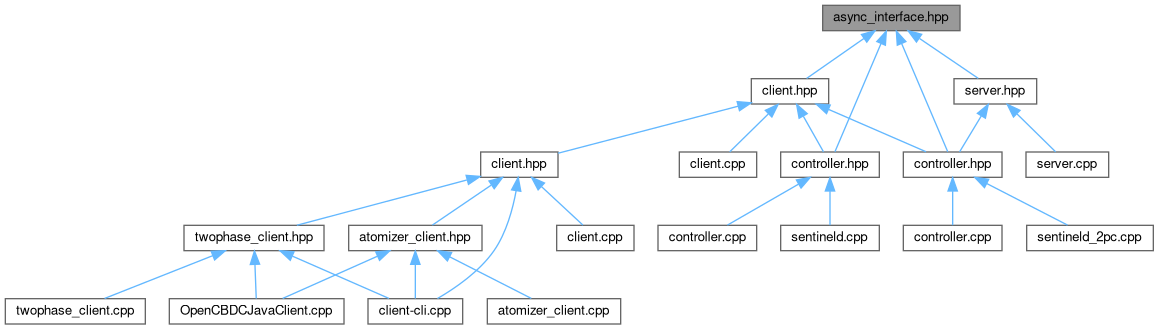 async_interface.hpp
client.hpp
server.hpp
client.hpp
client.cpp
controller.hpp
controller.hpp
server.cpp
twophase_client.hpp
atomizer_client.hpp
client.cpp
controller.cpp
sentineld.cpp
controller.cpp
sentineld_2pc.cpp
twophase_client.cpp
OpenCBDCJavaClient.cpp
client-cli.cpp
atomizer_client.cpp